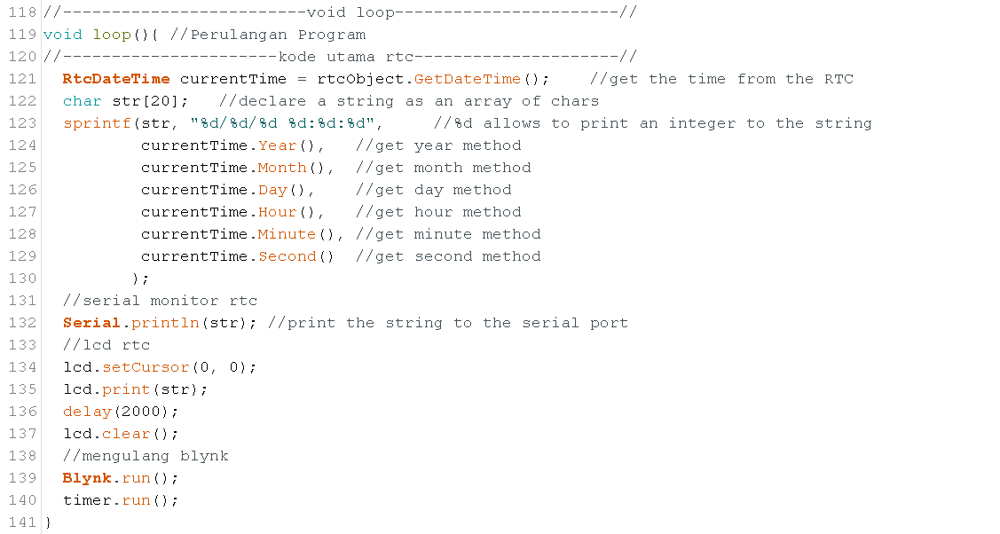 118 //-------------------------void loop-----------------------//
119 void loop(){ //Perulangan Program
120 //----------------------kode utama rtc---------------------//
121   RtcDateTime currentTime = rtcObject.GetDateTime();    //get the time from the RTC
122   char str[20];   //declare a string as an array of chars
123   sprintf(str, "%d/%d/%d %d:%d:%d",     //%d allows to print an integer to the string
124           currentTime.Year(),   //get year method
125           currentTime.Month(),  //get month method
126           currentTime.Day(),    //get day method
127           currentTime.Hour(),   //get hour method
128           currentTime.Minute(), //get minute method
129           currentTime.Second()  //get second method
130          );
131   //serial monitor rtc
132   Serial.println(str); //print the string to the serial port
133   //lcd rtc
134   lcd.setCursor(0, 0);
135   lcd.print(str);
136   delay(2000);
137   lcd.clear();
138   //mengulang blynk
139   Blynk.run();
140   timer.run();
141 }